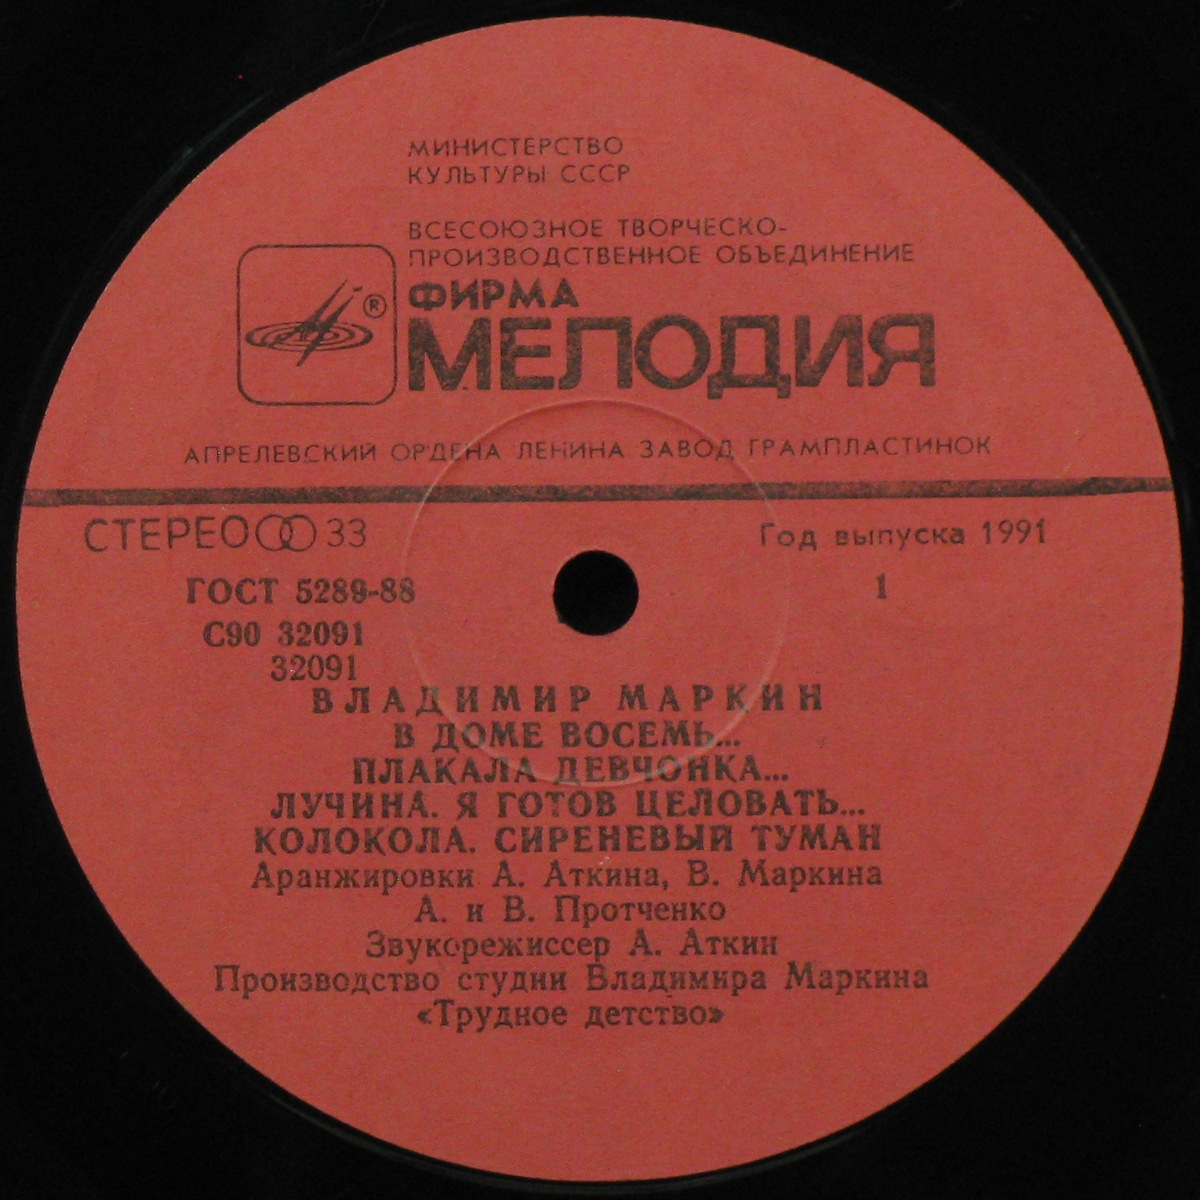 МИНИСТЕРСТВО
КУЛЬТУРЫ СССР
ВСЕСОЮЗНОЕ ТВОРЧЕСКО-
ПРОИЗВОДСТВЕННОЕ ОБЪЕДИНЕНИЕ
ФИРМА
®
МЕЛОДИЯ
АПРЕЛЕВСКИЙ ОРДЕНА ЛЕНИНА ЗАВОД ГРАМПЛАСТИНОК
СТЕРЕО 33
Год выпуска 1991
ГОСТ 5289-88
1
С90 32091
32091
ВЛАДИМИР МАРКИН
В ДОМЕ ВОСЕМЬ...
ПЛАКАЛА ДЕВЧОНКА...
ЛУЧИНА. Я ГОТОВ ЦЕЛОВАТЬ...
КОЛОКОЛА. СИРЕНЕВЫЙ ТУМАН
Аранжировки А. Аткина, В. Маркина
А. и В. Протченко
Звукорежиссер А. Аткин
Производство студии Владимира Маркина
«Трудное детство»